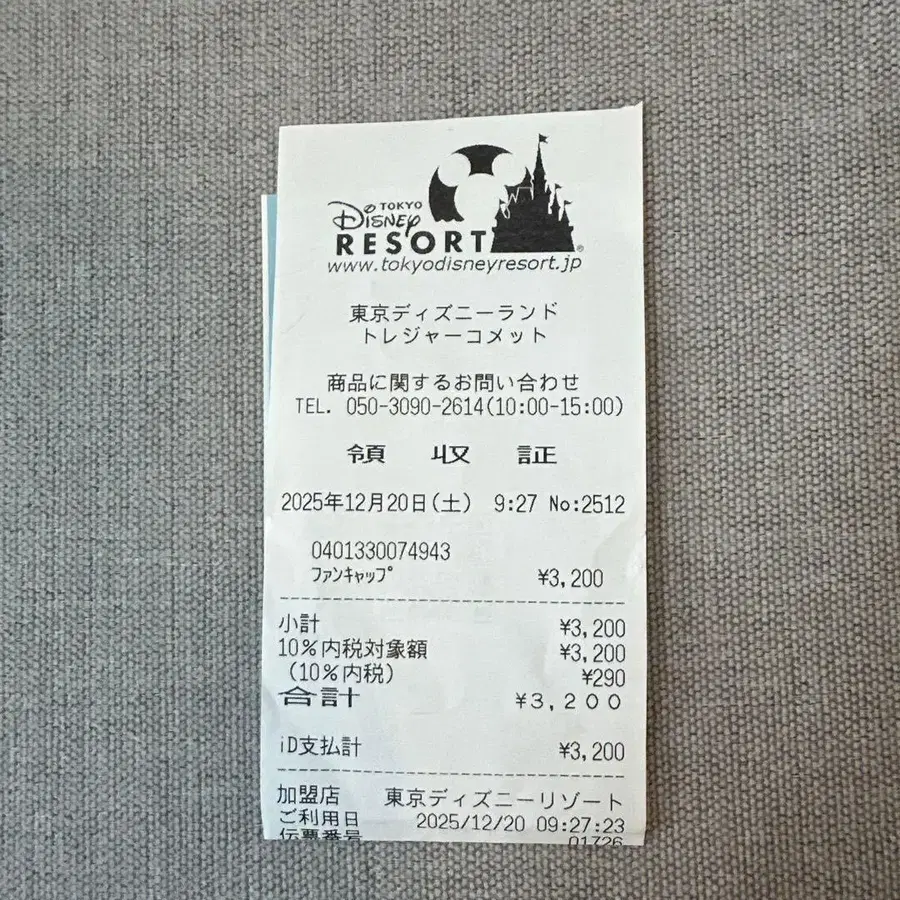 TOKYO
Disney
RESORT®
www.tokyodisneyresort.jp
東京ディズニーランド
トレジャーコメット
商品に関するお問い合わせ
TEL. 050-3090-2614(10:00-15:00)
領 収 証
2025年12月20日(土) 9:27 No:2512
0401330074943
ファンキャップ ¥3,200
小計 ¥3,200
10%内税対象額 ¥3,200
(10%内税) ¥290
合計 ¥3,200
iD支払計 ¥3,200
加盟店 東京ディズニーリゾート
ご利用日 2025/12/20 09:27:23
伝票番号 01726